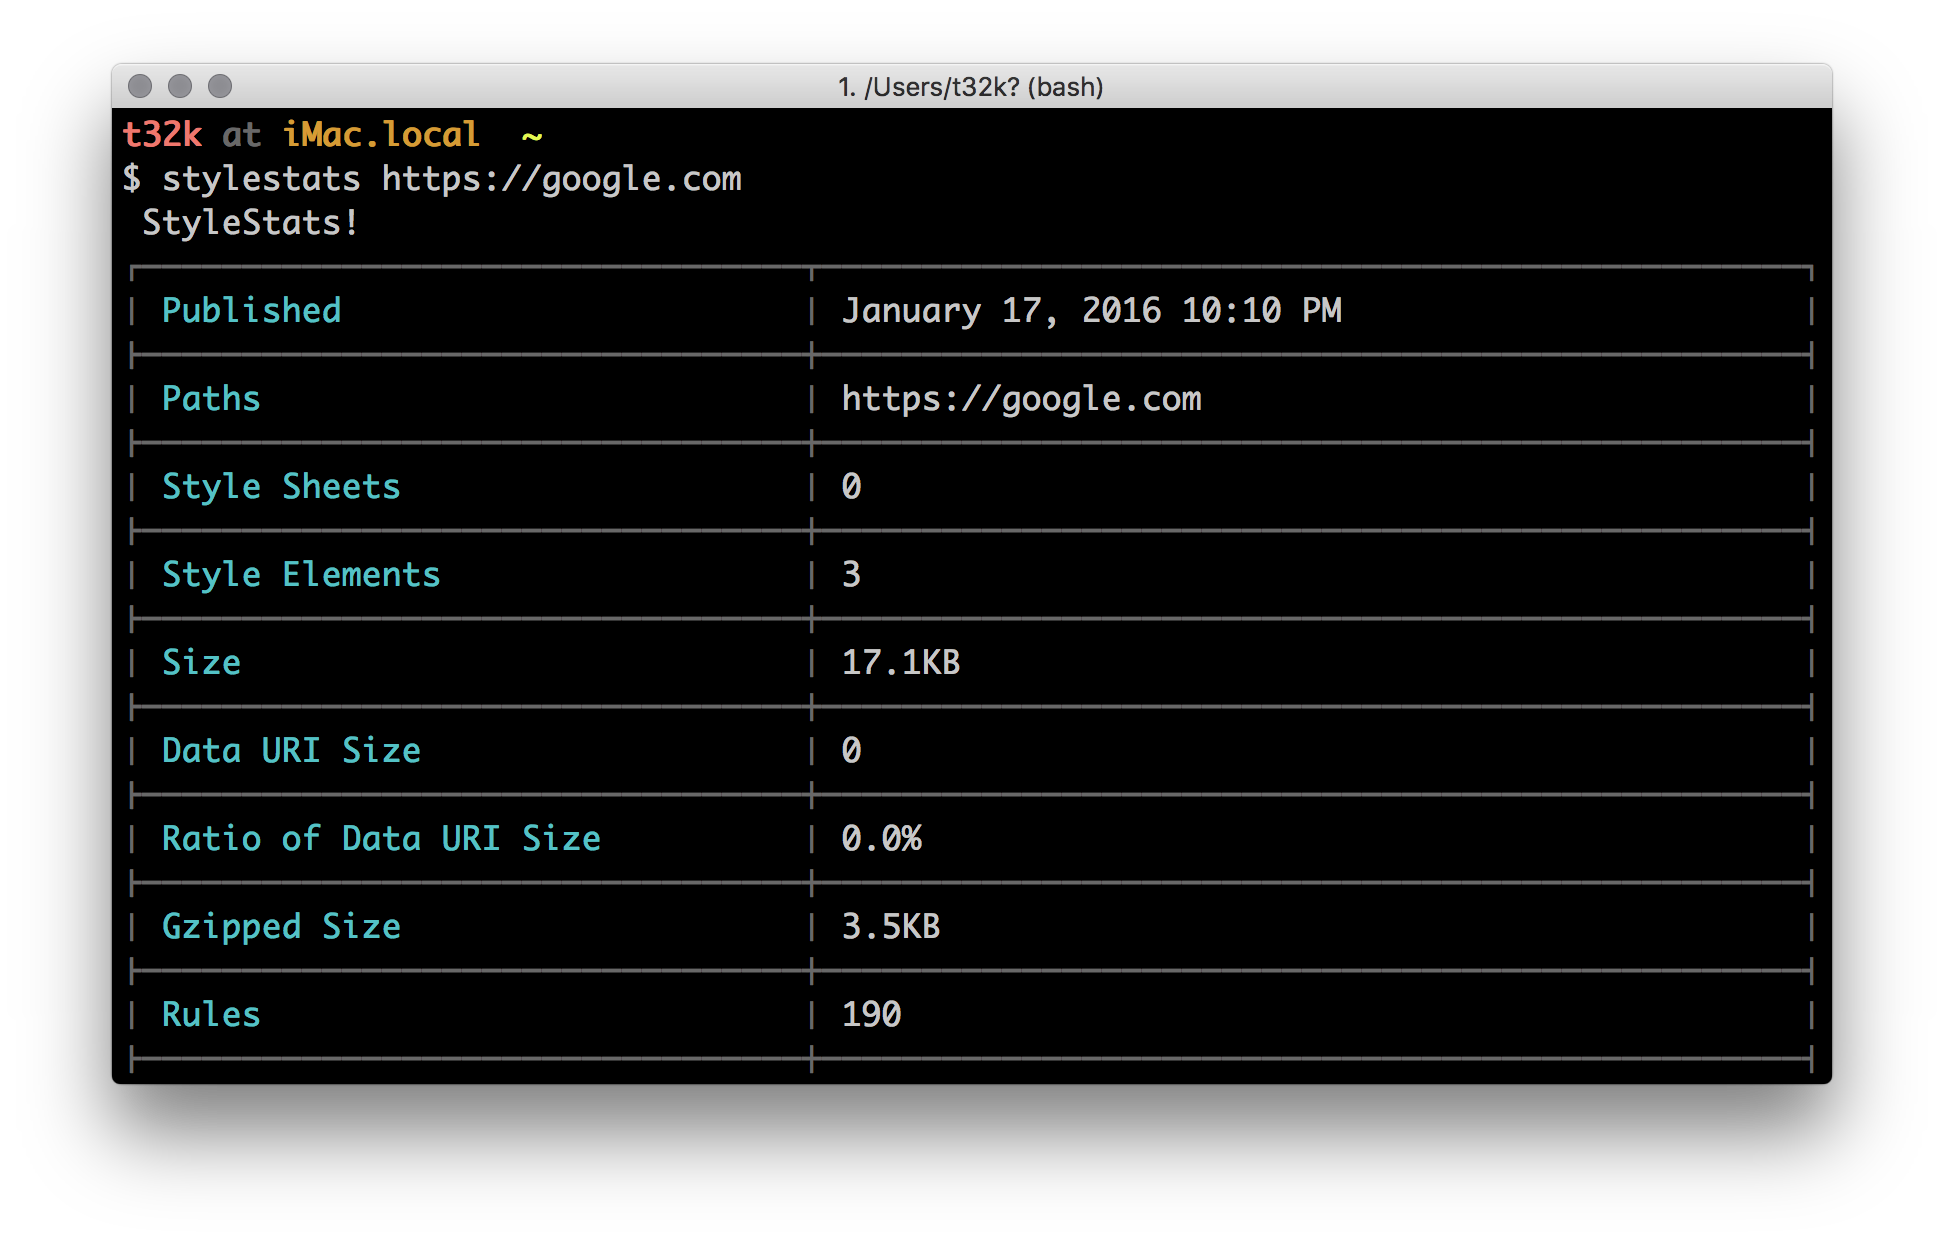 1. /Users/t32k? (bash)
t32k at iMac.local ~
$ stylestats https://google.com
StyleStats!
Published January 17, 2016 10:10 PM
Paths https://google.com
Style Sheets 0
Style Elements 3
Size 17.1KB
Data URI Size 0
Ratio of Data URI Size 0.0%
Gzipped Size 3.5KB
Rules 190